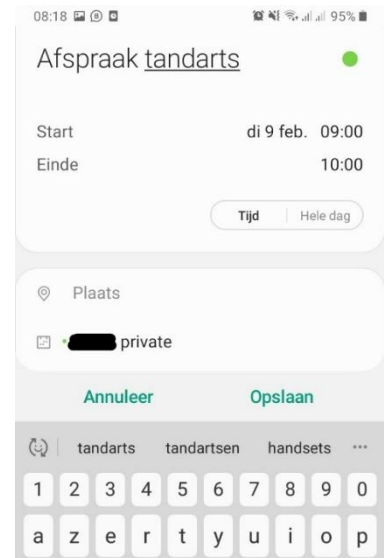 08:18 95%
Afspraak tandarts
Start di 9 feb. 09:00
Einde 10:00
Tijd Hele dag
Plaats
private
Annuleer Opslaan
tandarts tandartsen handsets ...
1 2 3 4 5 6 7 8 9 0
a z e r t y u i o p